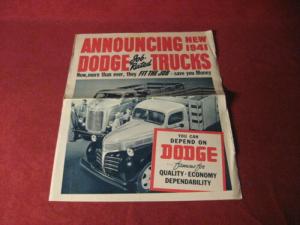 ANNOUNCING NEW 1941
DODGE Job-Rated TRUCKS
Now, more than ever, they FIT THE JOB - save you Money
YOU CAN
DEPEND ON
DODGE
Famous for
QUALITY · ECONOMY
DEPENDABILITY